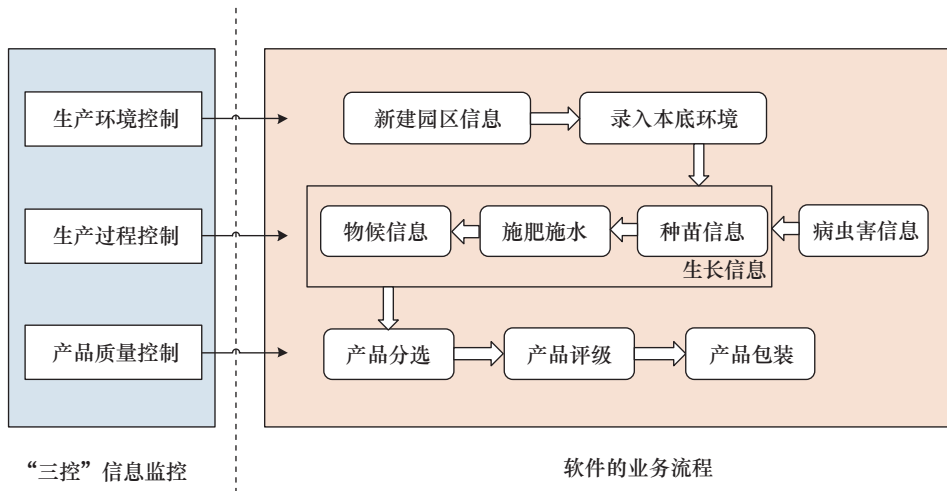 生产环境控制
新建园区信息
录入本底环境
生产过程控制
物候信息
施肥施水
种苗信息
病虫害信息
生长信息
产品质量控制
产品分选
产品评级
产品包装
“三控”信息监控
软件的业务流程